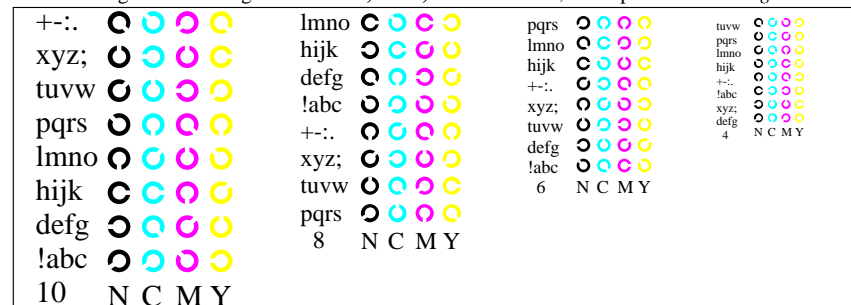 +-:.
xyz;
tuvw
pqrs
lmno
hijk
defg
!abc
10 N C M Y
lmno
hijk
defg
!abc
+-:.
xyz;
tuvw
pqrs
8 N C M Y
pqrs
lmno
hijk
+-:.
xyz;
tuvw
defg
!abc
6 N C M Y
tuvw
pqrs
lmno
hijk
+-:.
!abc
xyz;
defg
4 N C M Y